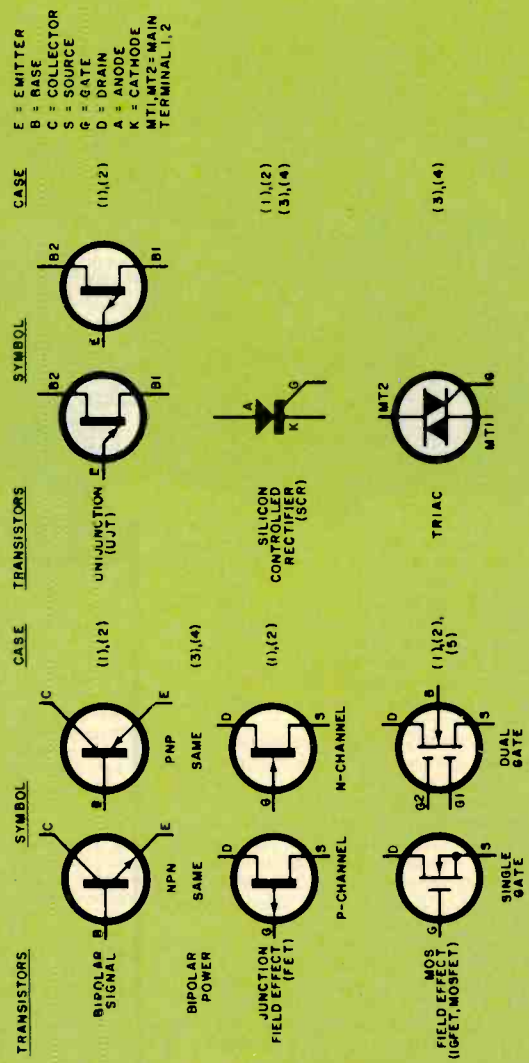 TRANSISTORS SYMBOL CASE
BIPOLAR
SIGNAL
B C E
NPN
B C E
PNP
(1),(2)
BIPOLAR
POWER
SAME
SAME
(3),(4)
JUNCTION
FIELD EFFECT
(FET)
G D S
P-CHANNEL
G D S
N-CHANNEL
(1),(2)
MOS
FIELD EFFECT
(IGFET, MOSFET)
G D S
SINGLE
GATE
G2 G1 D B S
DUAL
GATE
(1),(2),
(5)
TRANSISTORS SYMBOL CASE
UNIJUNCTION
(UJT)
E B2 B1
E B2 B1
(1),(2)
SILICON
CONTROLLED
RECTIFIER
(SCR)
A G K
(1),(2)
(3),(4)
TRIAC
MT2 G MT1
(3),(4)
E = EMITTER
B = BASE
C = COLLECTOR
S = SOURCE
G = GATE
D = DRAIN
A = ANODE
K = CATHODE
MT1,MT2 = MAIN
TERMINAL 1,2